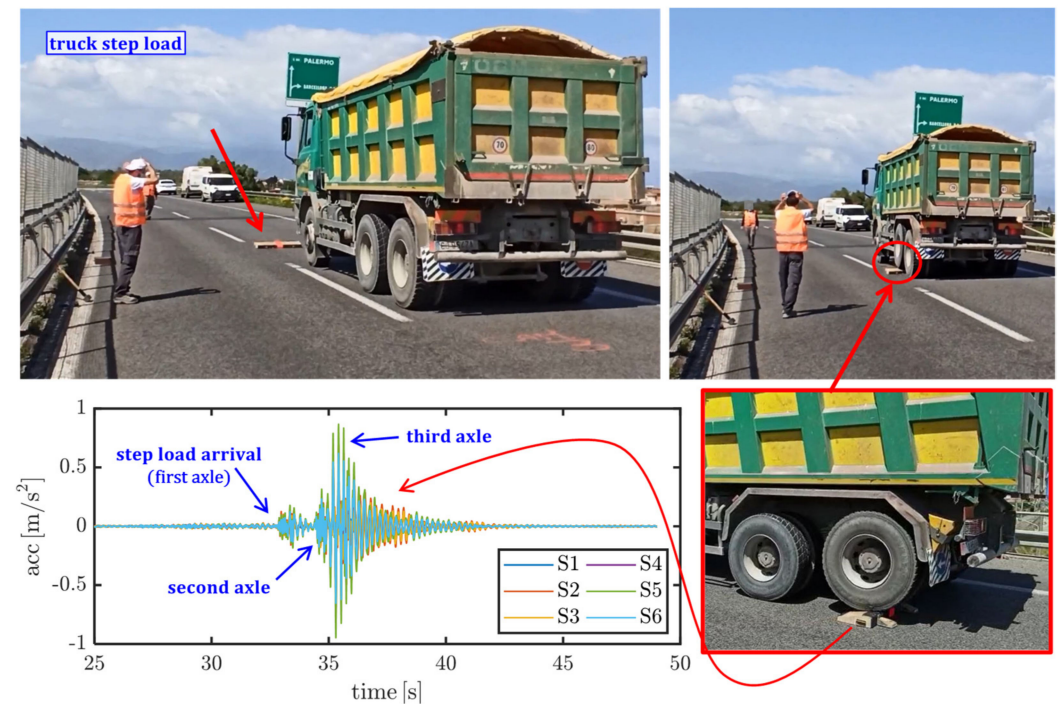 truck step load
PALERMO
70
80
PALERMO
1
0.5
0
-0.5
-1
acc [m/s²]
step load arrival
(first axle)
second axle
third axle
S1
S4
S2
S5
S3
S6
25
30
35
40
45
50
time [s]